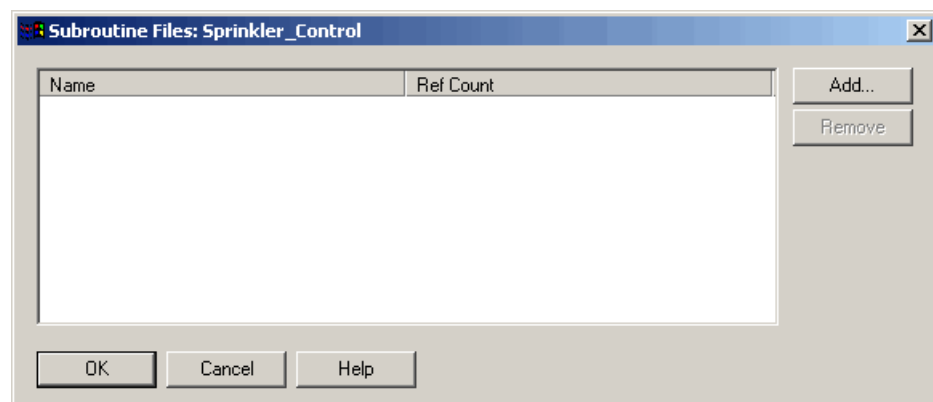 Subroutine Files: Sprinkler_Control
Name Ref Count
Add...
Remove
OK Cancel Help